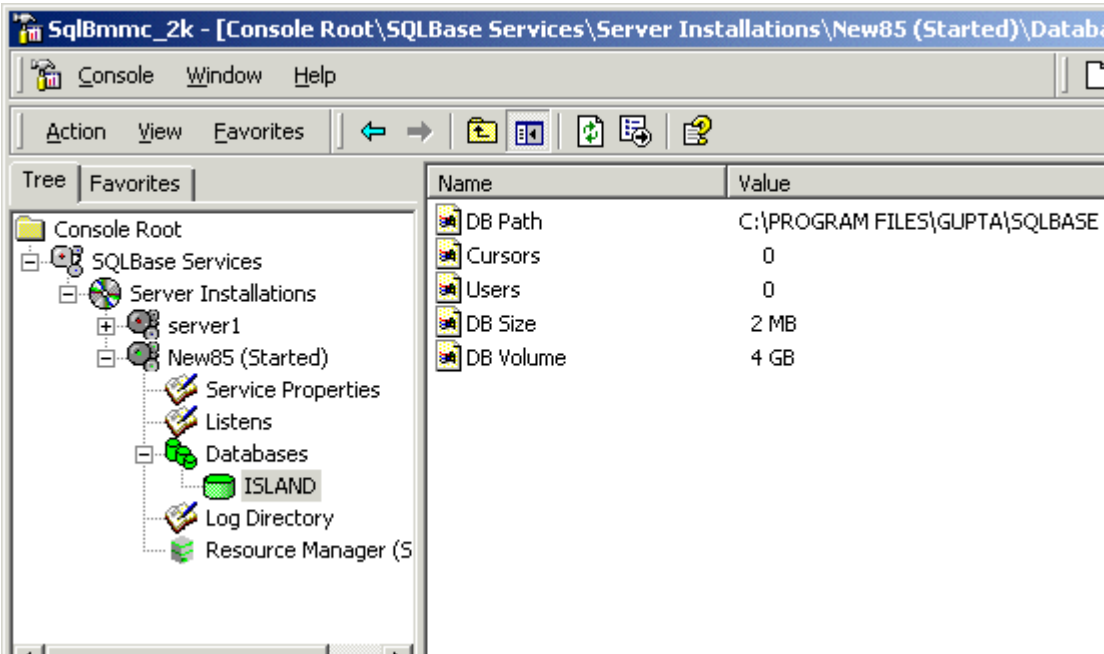 SqlBmmc_2k - [Console Root\SQLBase Services\Server Installations\New85 (Started)\Databa
Console Window Help
Action View Favorites
Tree Favorites
Name Value
Console Root
SQLBase Services
Server Installations
server1
New85 (Started)
Service Properties
Listens
Databases
ISLAND
Log Directory
Resource Manager (S
DB Path C:\PROGRAM FILES\GUPTA\SQLBASE
Cursors 0
Users 0
DB Size 2 MB
DB Volume 4 GB